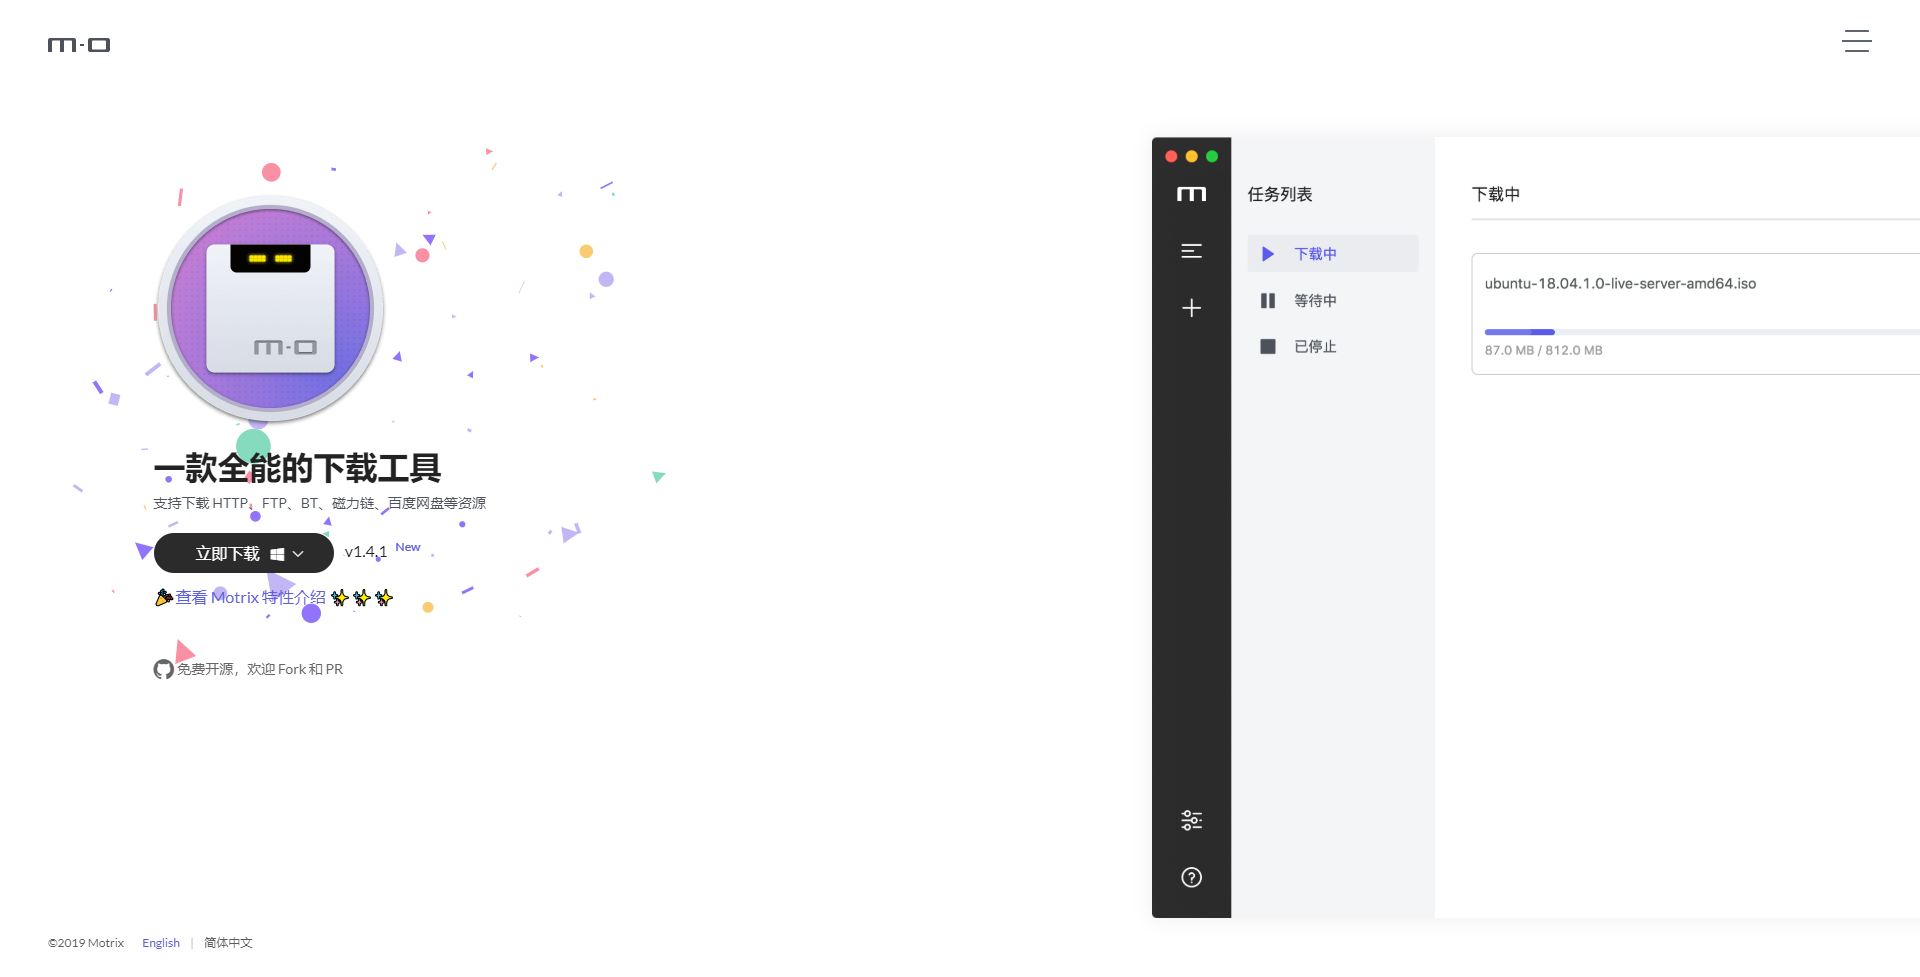 m-o
m-o
一款全能的下载工具
支持下载 HTTP、FTP、BT、磁力链、百度网盘等资源
立即下载
v1.4.1 New
查看 Motrix 特性介绍
免费开源，欢迎 Fork 和 PR
m
任务列表
下载中
等待中
已停止
下载中
ubuntu-18.04.1.0-live-server-amd64.iso
87.0 MB / 812.0 MB
©2019 Motrix English | 简体中文